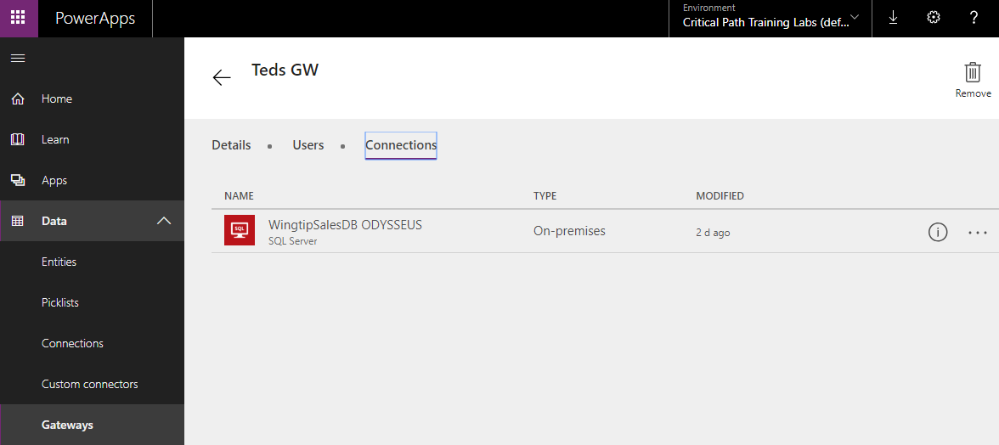 PowerApps
Environment
Critical Path Training Labs (def...
?
Home
Learn
Apps
Data
Entities
Picklists
Connections
Custom connectors
Gateways
Teds GW
Remove
Details • Users • Connections
NAME TYPE MODIFIED
SQL WingtipSalesDB ODYSSEUS On-premises 2 d ago
SQL Server